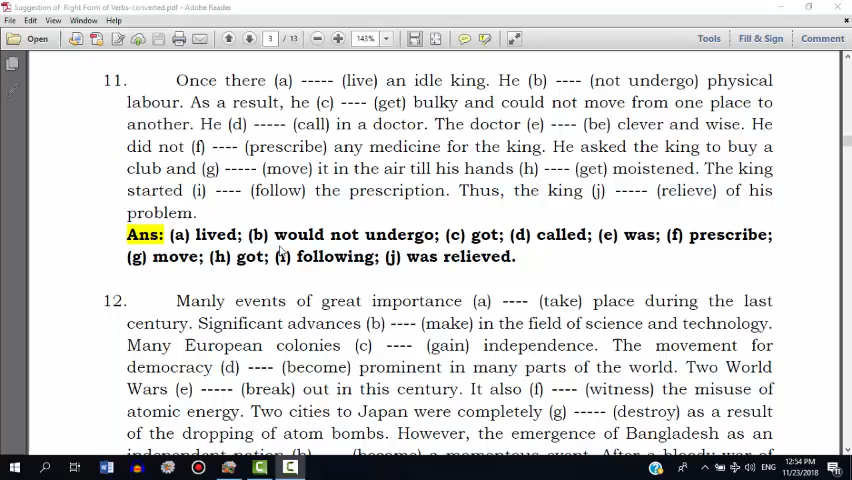 Suggestion of Right Form of Verbs-converted.pdf - Adobe Reader
File Edit View Window Help
Open 3 / 13 143% Tools Fill & Sign Comment
11. Once there (a) ----- (live) an idle king. He (b) ---- (not undergo) physical
labour. As a result, he (c) ---- (get) bulky and could not move from one place to
another. He (d) ----- (call) in a doctor. The doctor (e) ---- (be) clever and wise. He
did not (f) ---- (prescribe) any medicine for the king. He asked the king to buy a
club and (g) ----- (move) it in the air till his hands (h) ---- (get) moistened. The king
started (i) ---- (follow) the prescription. Thus, the king (j) ----- (relieve) of his
problem.
Ans: (a) lived; (b) would not undergo; (c) got; (d) called; (e) was; (f) prescribe;
(g) move; (h) got; (i) following; (j) was relieved.
12. Manly events of great importance (a) ---- (take) place during the last
century. Significant advances (b) ---- (make) in the field of science and technology.
Many European colonies (c) ---- (gain) independence. The movement for
democracy (d) ---- (become) prominent in many parts of the world. Two World
Wars (e) ----- (break) out in this century. It also (f) ---- (witness) the misuse of
atomic energy. Two cities to Japan were completely (g) ----- (destroy) as a result
of the dropping of atom bombs. However, the emergence of Bangladesh as an
independent nation (h) ---- (become) a momentous event. After a bloody war of
ENG
12:54 PM
11/23/2018